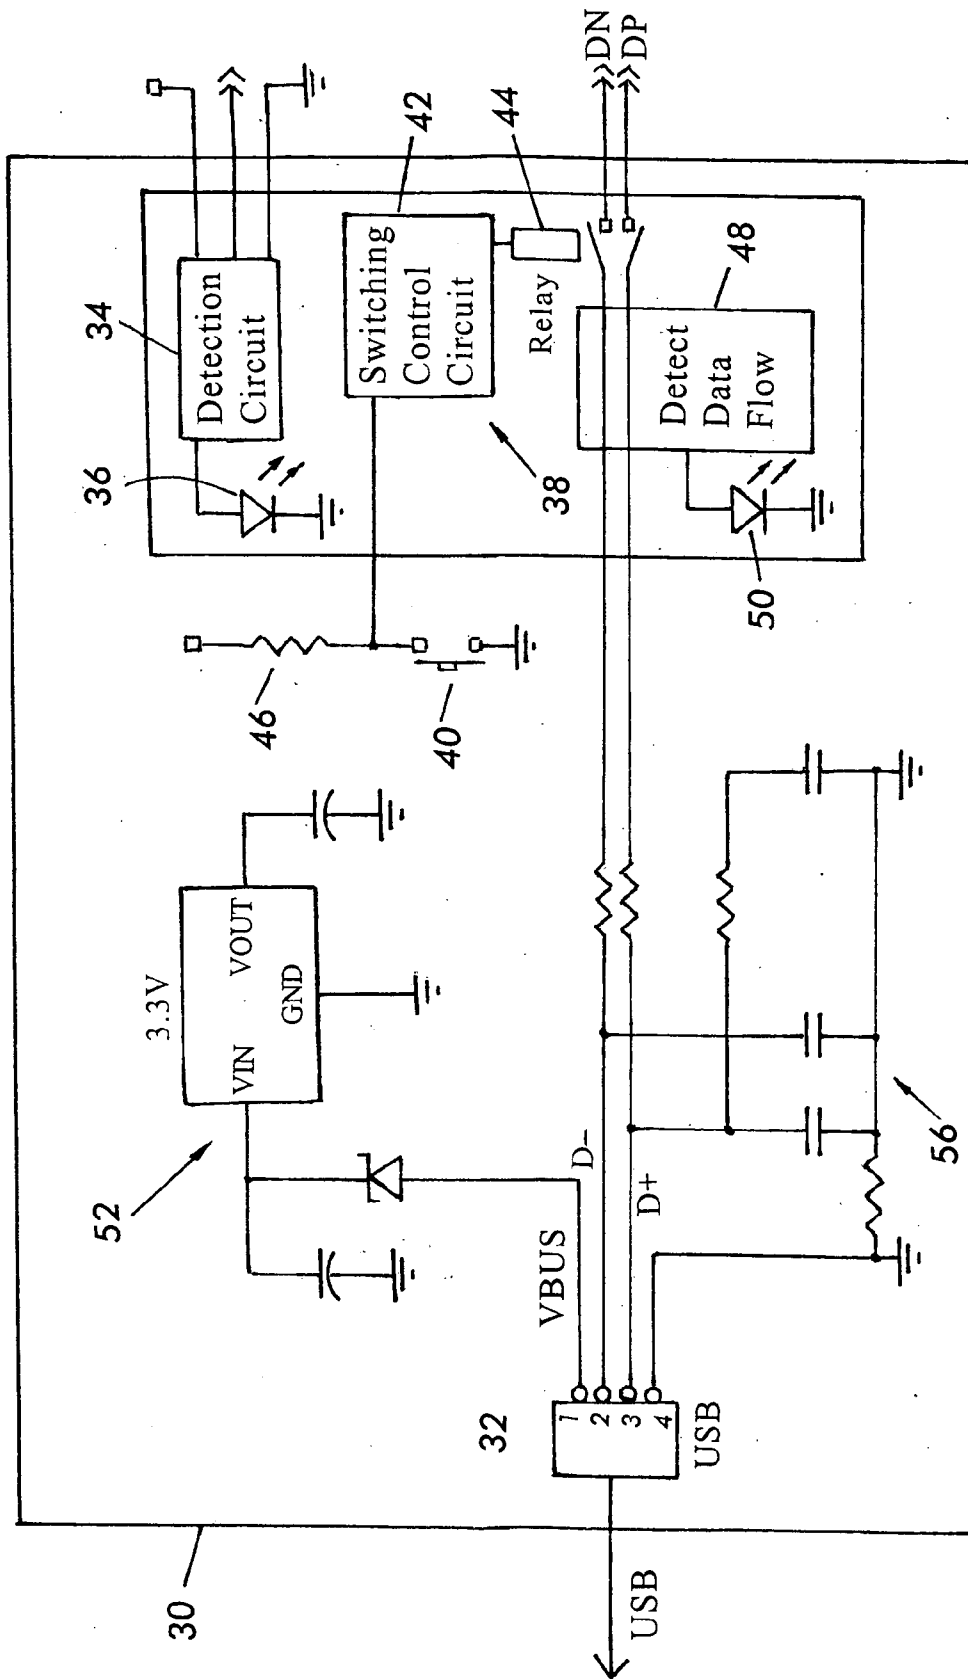 30
USB
32
USB
1
2
3
4
VBUS
D–
D+
52
3.3V
VIN
VOUT
GND
56
46
40
36
34
Detection
Circuit
Switching
Control
Circuit
42
38
44
Relay
Detect
Data
Flow
48
50
DN
DP